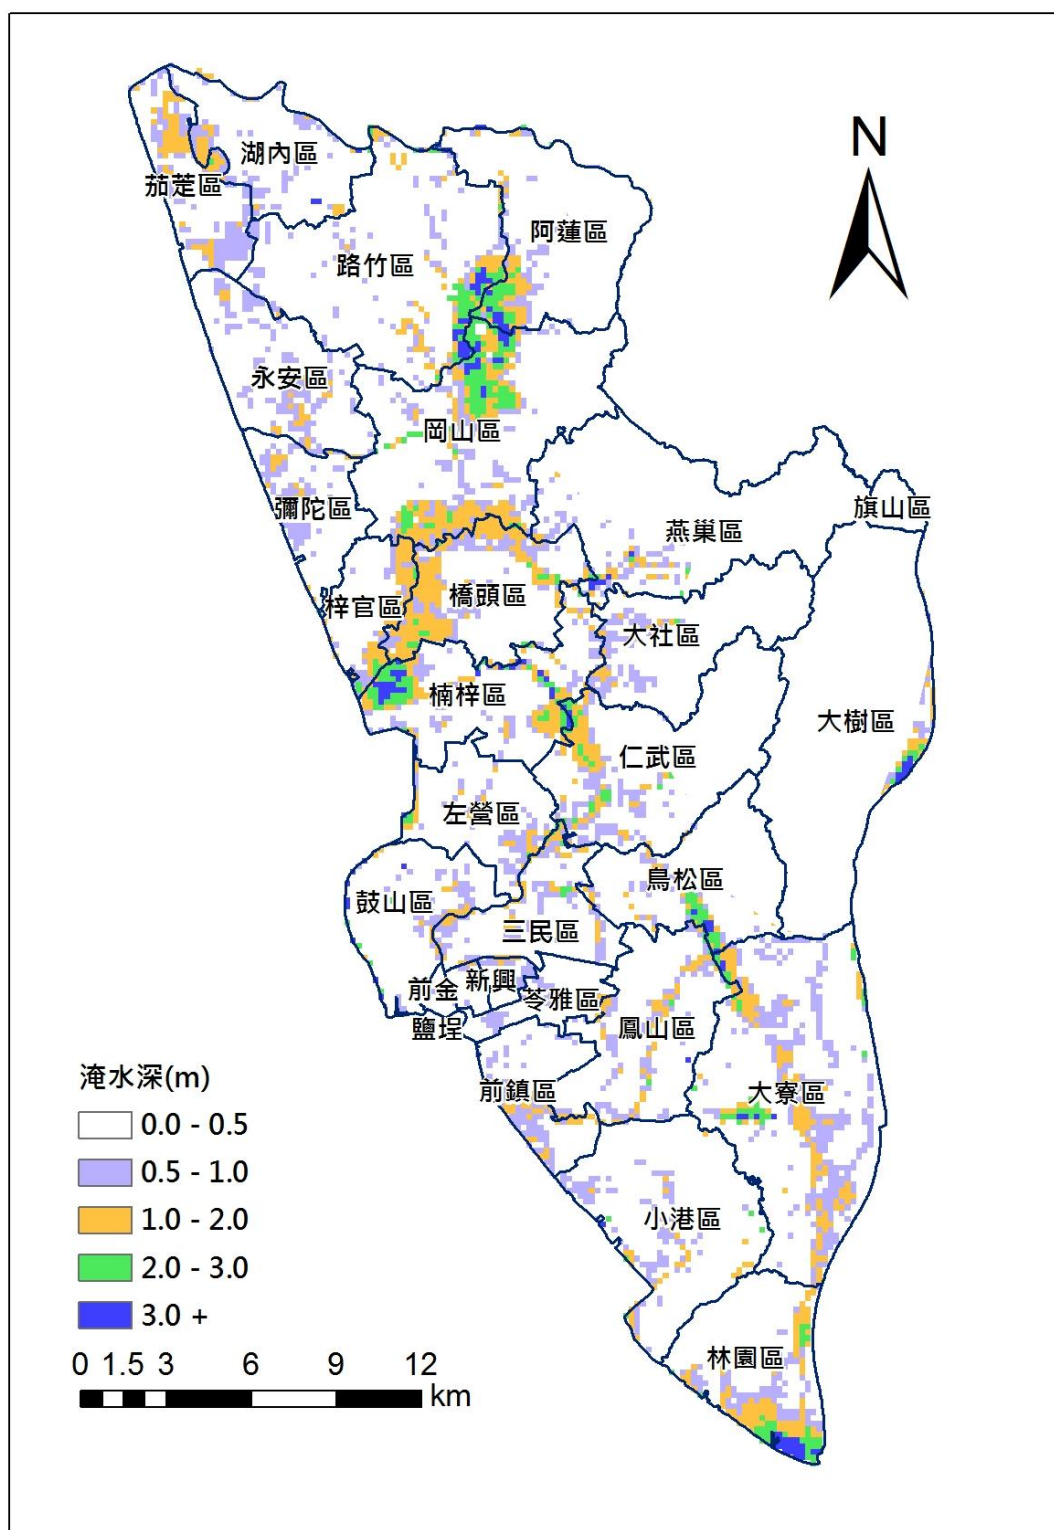 N
湖內區
茄萣區
阿蓮區
路竹區
永安區
岡山區
彌陀區
旗山區
燕巢區
梓官區
橋頭區
大社區
楠梓區
大樹區
仁武區
左營區
鳥松區
鼓山區
三民區
新興
前金
苓雅區
鹽埕
鳳山區
前鎮區
大寮區
小港區
林園區
淹水深(m)
0.0 - 0.5
0.5 - 1.0
1.0 - 2.0
2.0 - 3.0
3.0 +
0 1.5 3 6 9 12
km